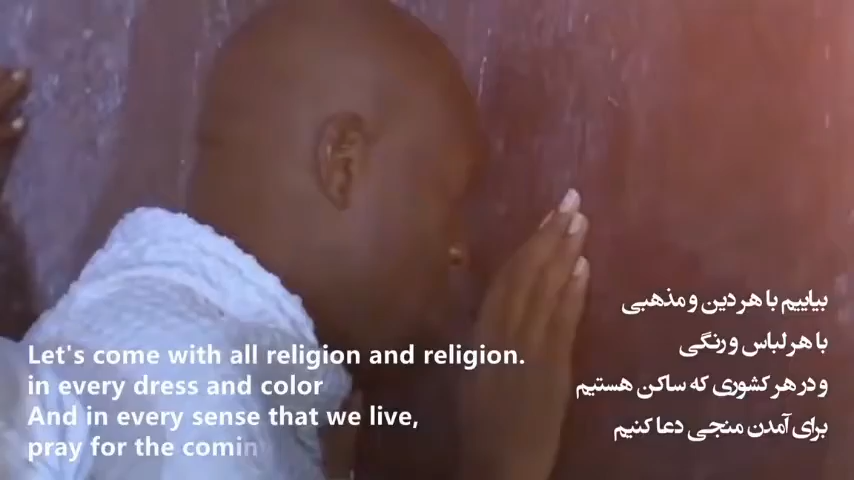 Let's come with all religion and religion.
in every dress and color
And in every sense that we live,
pray for the comin
بیاییم با هر دین و مذهبی
با هر لباس و رنگی
و در هر کشوری که ساکن هستیم
برای آمدن منجی دعا کنیم